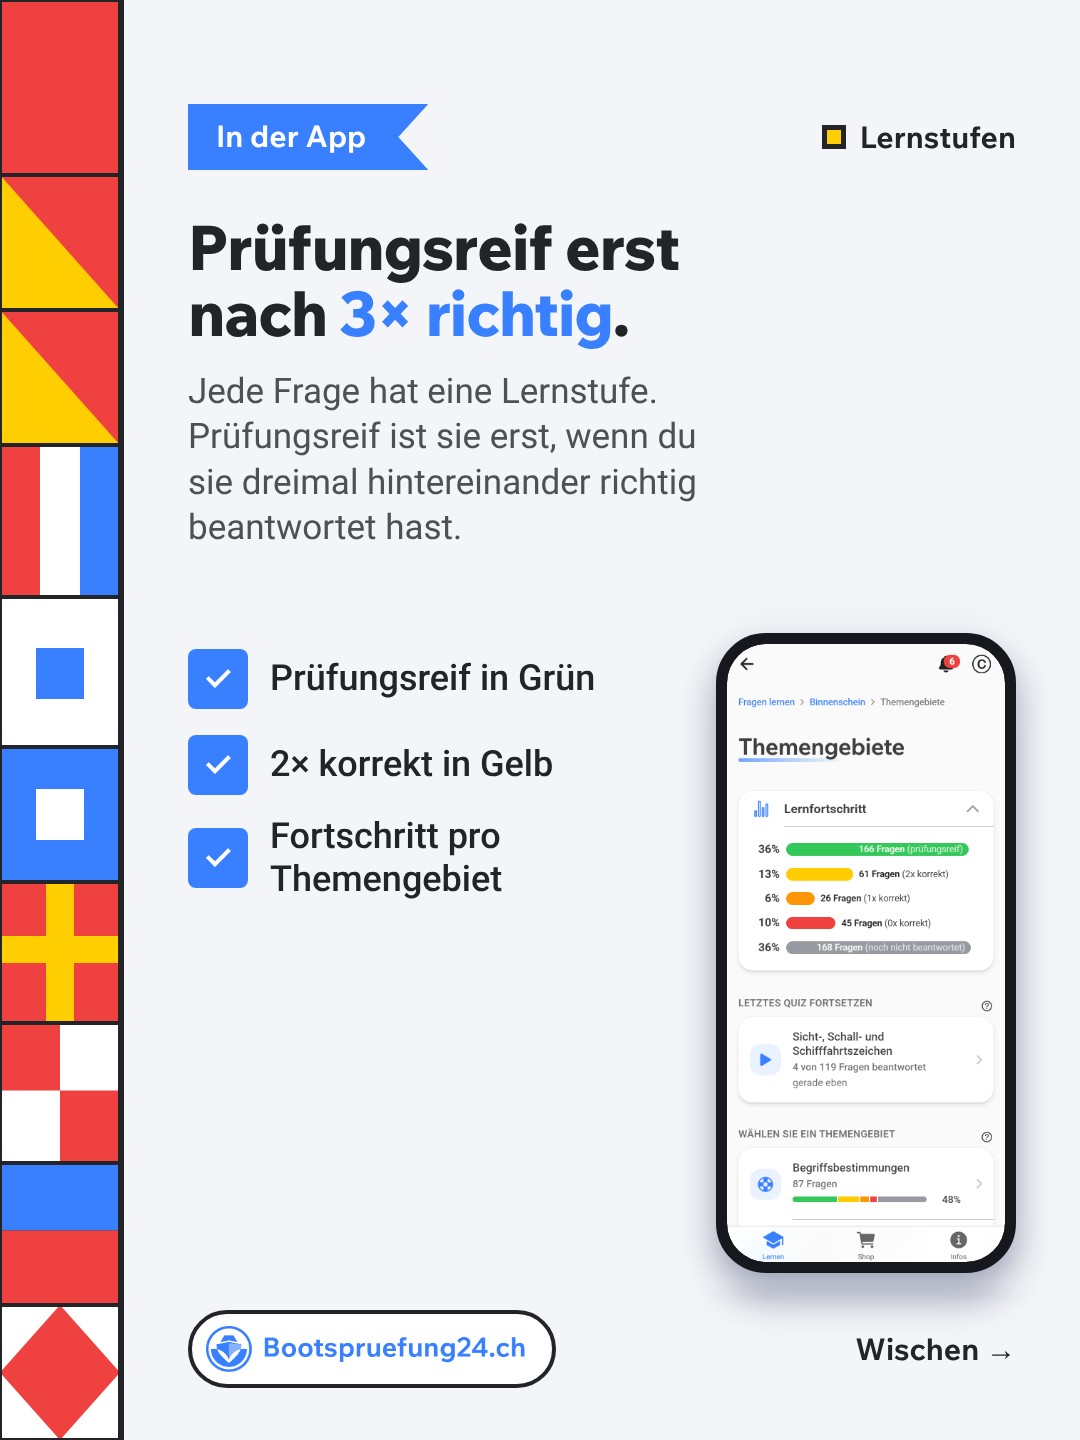 In der App
Lernstufen
Prüfungsreif erst
nach 3× richtig.
Jede Frage hat eine Lernstufe.
Prüfungsreif ist sie erst, wenn du
sie dreimal hintereinander richtig
beantwortet hast.
Prüfungsreif in Grün
2× korrekt in Gelb
Fortschritt pro
Themengebiet
6
C
Fragen lernen > Binnenschein > Themengebiete
Themengebiete
Lernfortschritt
36% 166 Fragen (prüfungsreif)
13% 61 Fragen (2x korrekt)
6% 26 Fragen (1x korrekt)
10% 45 Fragen (0x korrekt)
36% 168 Fragen (noch nicht beantwortet)
LETZTES QUIZ FORTSETZEN
Sicht-, Schall- und
Schifffahrtszeichen
4 von 119 Fragen beantwortet
gerade eben
WÄHLEN SIE EIN THEMENGEBIET
Begriffsbestimmungen
87 Fragen
48%
Lernen Shop Infos
Bootspruefung24.ch
Wischen →